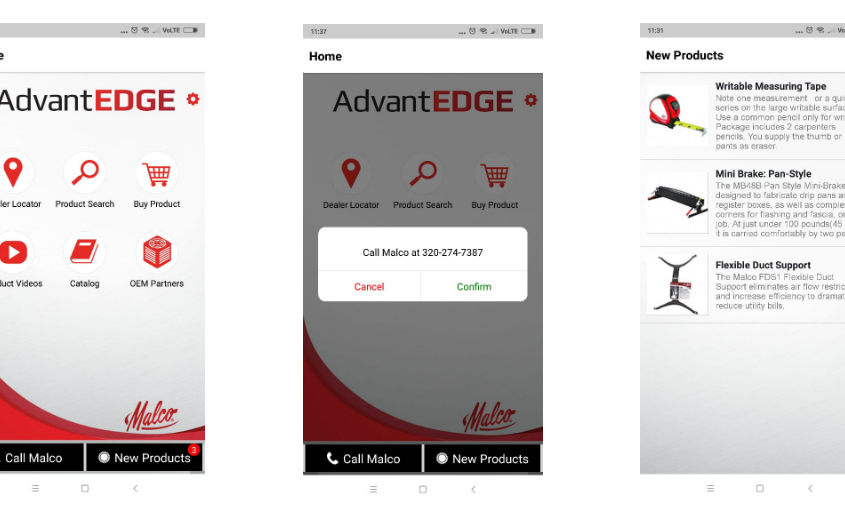 ... VoLTE
e
AdvantEDGE
Product Search
Buy Product
Catalog
OEM Partners
Malco
Call Malco
New Products
3
11:37
... VoLTE
Home
AdvantEDGE
Dealer Locator
Product Search
Buy Product
Call Malco at 320-274-7387
Cancel
Confirm
Malco
Call Malco
New Products
11:31
...
New Products
Writable Measuring Tape
Note one measurement or a qui
series on the large writable surfac
Use a common pencil only for wri
Package includes 2 carpenters
pencils. You supply the thumb or
pants as eraser.
Mini Brake: Pan-Style
The MB48B Pan Style Mini-Brake
designed to fabricate drip pans a
register boxes, as well as comple
corners for flashing and fascia, o
job. At just under 100 pounds(45
it is carried comfortably by two pe
Flexible Duct Support
The Malco FDS1 Flexible Duct
Support eliminates air flow restric
and increase efficiency to dramat
reduce utility bills.